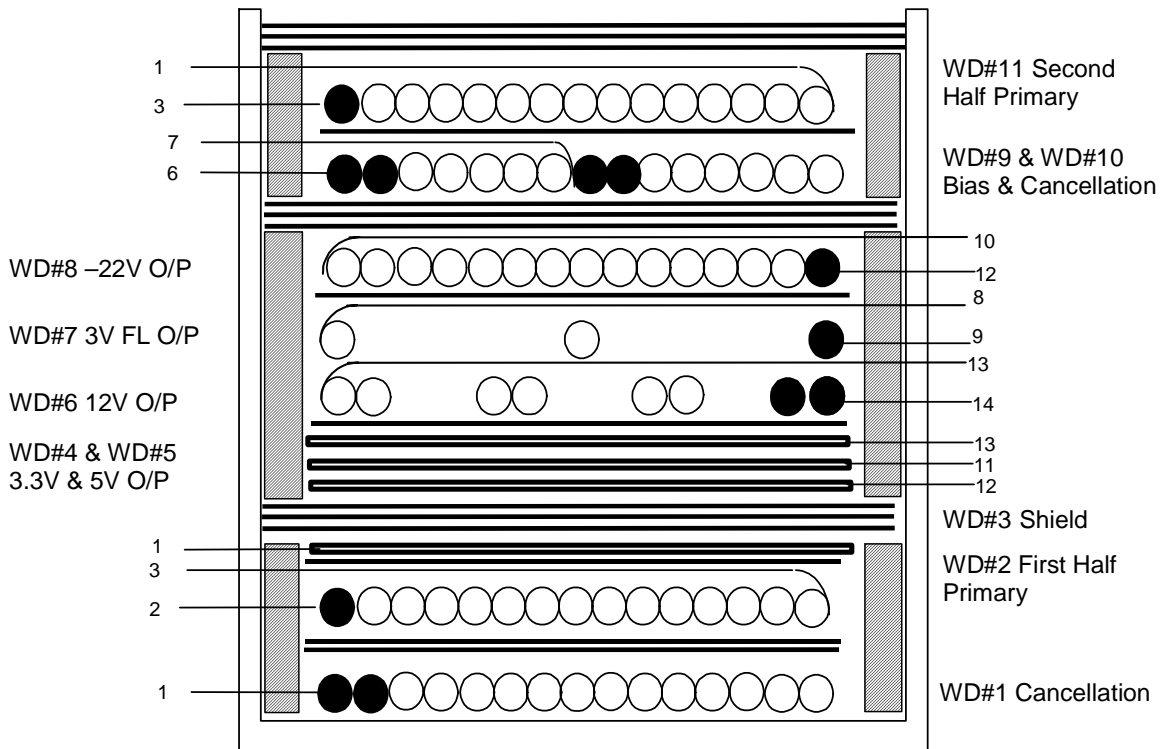 1
WD#11 Second
Half Primary
3
7
6
WD#9 & WD#10
Bias & Cancellation
10
WD#8 –22V O/P
12
8
WD#7 3V FL O/P
9
13
WD#6 12V O/P
14
13
WD#4 & WD#5
3.3V & 5V O/P
11
12
WD#3 Shield
1
WD#2 First Half
Primary
3
2
1
WD#1 Cancellation